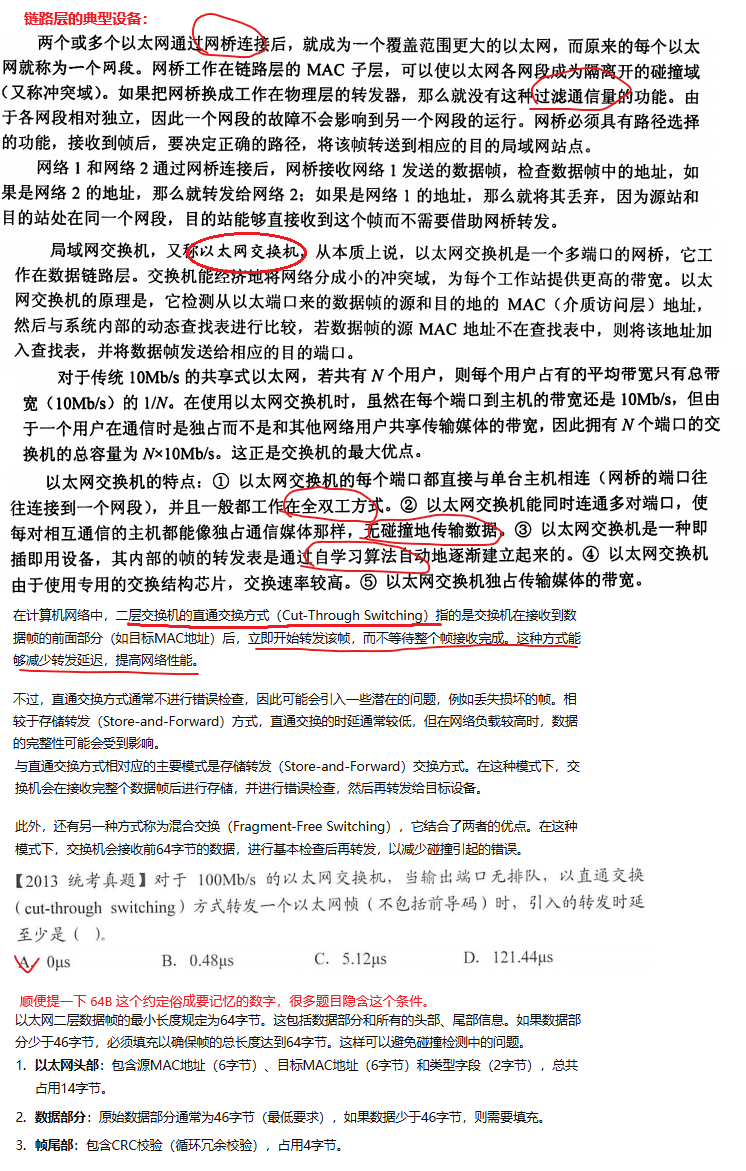 链路层的典型设备：
两个或多个以太网通过网桥连接后，就成为一个覆盖范围更大的以太网，而原来的每个以太
网就称为一个网段。网桥工作在链路层的 MAC 子层，可以使以太网各网段成为隔离开的碰撞域
（又称冲突域）。如果把网桥换成工作在物理层的转发器，那么就没有这种过滤通信量的功能。由
于各网段相对独立，因此一个网段的故障不会影响到另一个网段的运行。网桥必须具有路径选择
的功能，接收到帧后，要决定正确的路径，将该帧转送到相应的目的局域网站点。
网络 1 和网络 2 通过网桥连接后，网桥接收网络 1 发送的数据帧，检查数据帧中的地址，如
果是网络 2 的地址，那么就转发给网络 2；如果是网络 1 的地址，那么就将其丢弃，因为源站和
目的站处在同一个网段，目的站能够直接收到这个帧而不需要借助网桥转发。
局域网交换机，又称以太网交换机，从本质上说，以太网交换机是一个多端口的网桥，它工
作在数据链路层。交换机能经济地将网络分成小的冲突域，为每个工作站提供更高的带宽。以太
网交换机的原理是，它检测从以太端口来的数据帧的源和目的地的 MAC（介质访问层）地址，
然后与系统内部的动态查找表进行比较，若数据帧的源 MAC 地址不在查找表中，则将该地址加
入查找表，并将数据帧发送给相应的目的端口。
对于传统 10Mb/s 的共享式以太网，若共有 N 个用户，则每个用户占有的平均带宽只有总带
宽（10Mb/s）的 1/N。在使用以太网交换机时，虽然在每个端口到主机的带宽还是 10Mb/s，但由
于一个用户在通信时是独占而不是和其他网络用户共享传输媒体的带宽，因此拥有 N 个端口的交
换机的总容量为 N×10Mb/s。这正是交换机的最大优点。
以太网交换机的特点：① 以太网交换机的每个端口都直接与单台主机相连（网桥的端口往
往连接到一个网段），并且一般都工作在全双工方式。② 以太网交换机能同时连通多对端口，使
每对相互通信的主机都能像独占通信媒体那样，无碰撞地传输数据。③ 以太网交换机是一种即
插即用设备，其内部的帧的转发表是通过自学习算法自动地逐渐建立起来的。④ 以太网交换机
由于使用专用的交换结构芯片，交换速率较高。⑤ 以太网交换机独占传输媒体的带宽。
在计算机网络中，二层交换机的直通交换方式（Cut-Through Switching）指的是交换机在接收到数
据帧的前面部分（如目标MAC地址）后，立即开始转发该帧，而不等待整个帧接收完成。这种方式能
够减少转发延迟，提高网络性能。
不过，直通交换方式通常不进行错误检查，因此可能会引入一些潜在的问题，例如丢失损坏的帧。相
较于存储转发（Store-and-Forward）方式，直通交换的时延通常较低，但在网络负载较高时，数据
的完整性可能会受到影响。
与直通交换方式相对应的主要模式是存储转发（Store-and-Forward）交换方式。在这种模式下，交
换机会在接收完整个数据帧后进行存储，并进行错误检查，然后再转发给目标设备。
此外，还有另一种方式称为混合交换（Fragment-Free Switching），它结合了两者的优点。在这种
模式下，交换机会接收前64字节的数据，进行基本检查后再转发，以减少碰撞引起的错误。
【2013 统考真题】对于 100Mb/s 的以太网交换机，当输出端口无排队，以直通交换
（cut-through switching）方式转发一个以太网帧（不包括前导码）时，引入的转发时延
至少是（ ）。
A. 0μs B. 0.48μs C. 5.12μs D. 121.44μs
顺便提一下 64B 这个约定俗成要记忆的数字，很多题目隐含这个条件。
以太网二层数据帧的最小长度规定为64字节。这包括数据部分和所有的头部、尾部信息。如果数据部
分少于46字节，必须填充以确保帧的总长度达到64字节。这样可以避免碰撞检测中的问题。
1. 以太网头部：包含源MAC地址（6字节）、目标MAC地址（6字节）和类型字段（2字节），总共
占用14字节。
2. 数据部分：原始数据部分通常为46字节（最低要求），如果数据少于46字节，则需要填充。
3. 帧尾部：包含CRC校验（循环冗余校验），占用4字节。